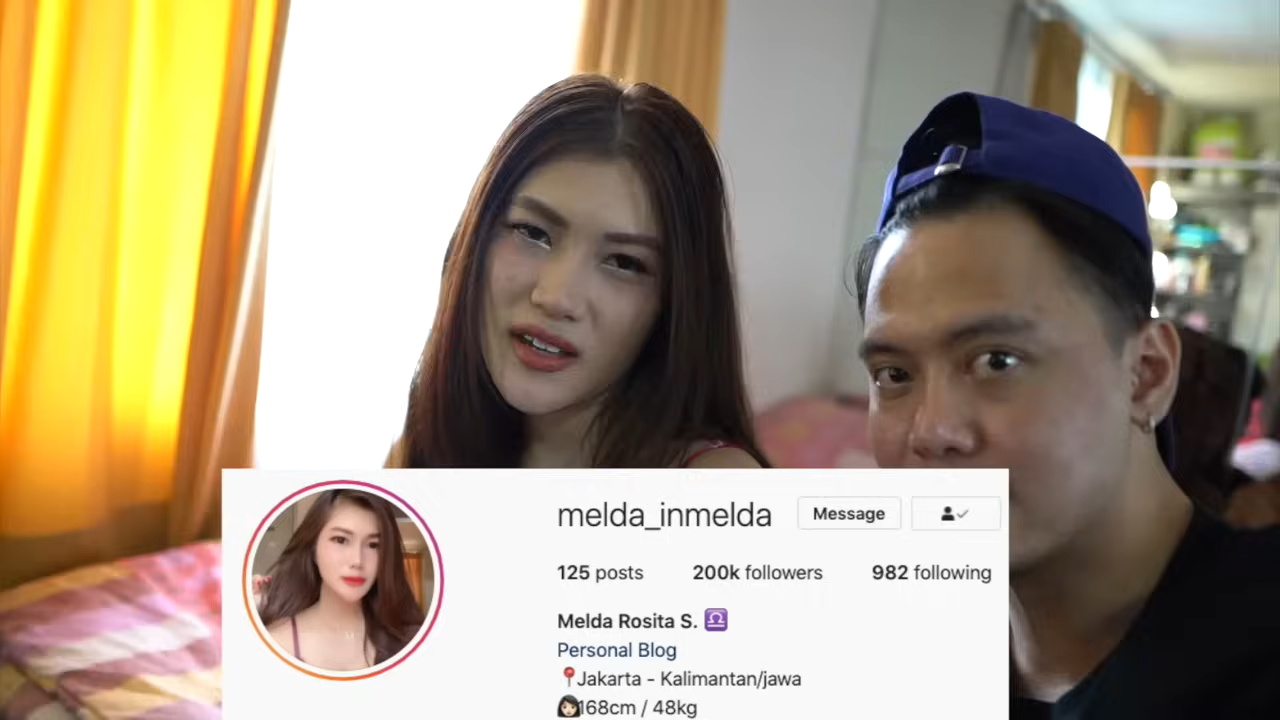 melda_inmelda Message
125 posts 200k followers 982 following
Melda Rosita S. ♎
Personal Blog
📍Jakarta - Kalimantan/jawa
👩🏻168cm / 48kg